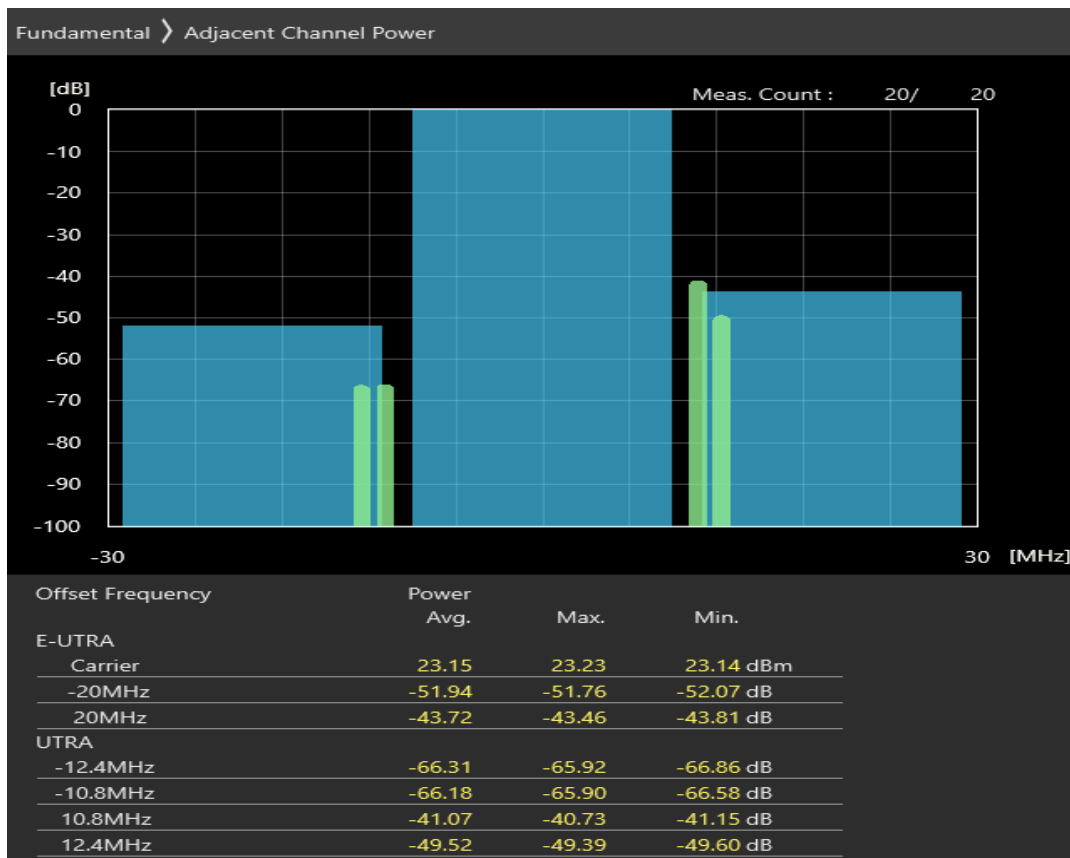 Fundamental 〉 Adjacent Channel Power
[dB]
Meas. Count : 20/ 20
0
-10
-20
-30
-40
-50
-60
-70
-80
-90
-100
-30 30 [MHz]
Offset Frequency Power
Avg. Max. Min.
E-UTRA
Carrier 23.15 23.23 23.14 dBm
-20MHz -51.94 -51.76 -52.07 dB
20MHz -43.72 -43.46 -43.81 dB
UTRA
-12.4MHz -66.31 -65.92 -66.86 dB
-10.8MHz -66.18 -65.90 -66.58 dB
10.8MHz -41.07 -40.73 -41.15 dB
12.4MHz -49.52 -49.39 -49.60 dB